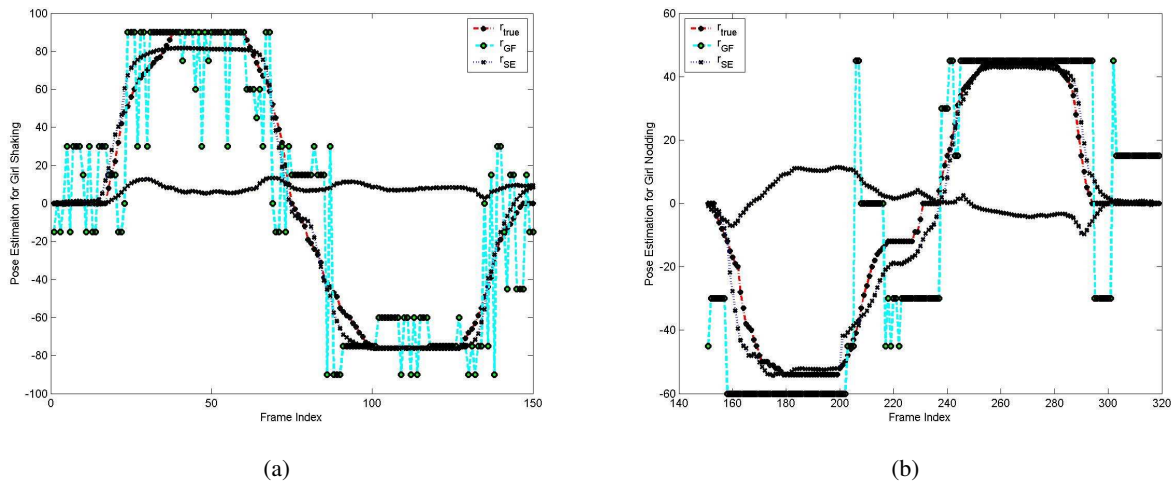 Pose Estimation for Girl Shaking
100
80
60
40
20
0
-20
-40
-60
-80
-100
0
50
100
150
Frame Index
r_true
r_GF
r_SE
(a)
Pose Estimation for Girl Nodding
60
40
20
0
-20
-40
-60
140
160
180
200
220
240
260
280
300
320
Frame Index
r_true
r_GF
r_SE
(b)